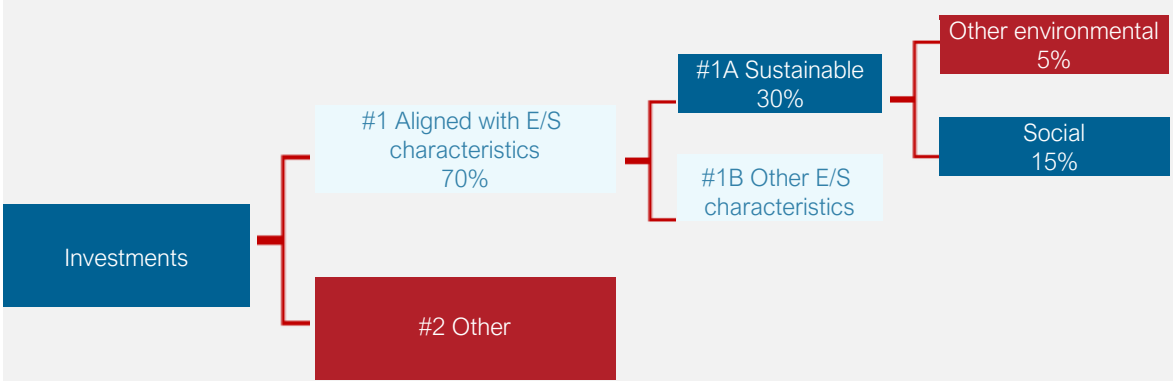 Investments
#1 Aligned with E/S
characteristics
70%
#2 Other
#1A Sustainable
30%
#1B Other E/S
characteristics
Other environmental
5%
Social
15%